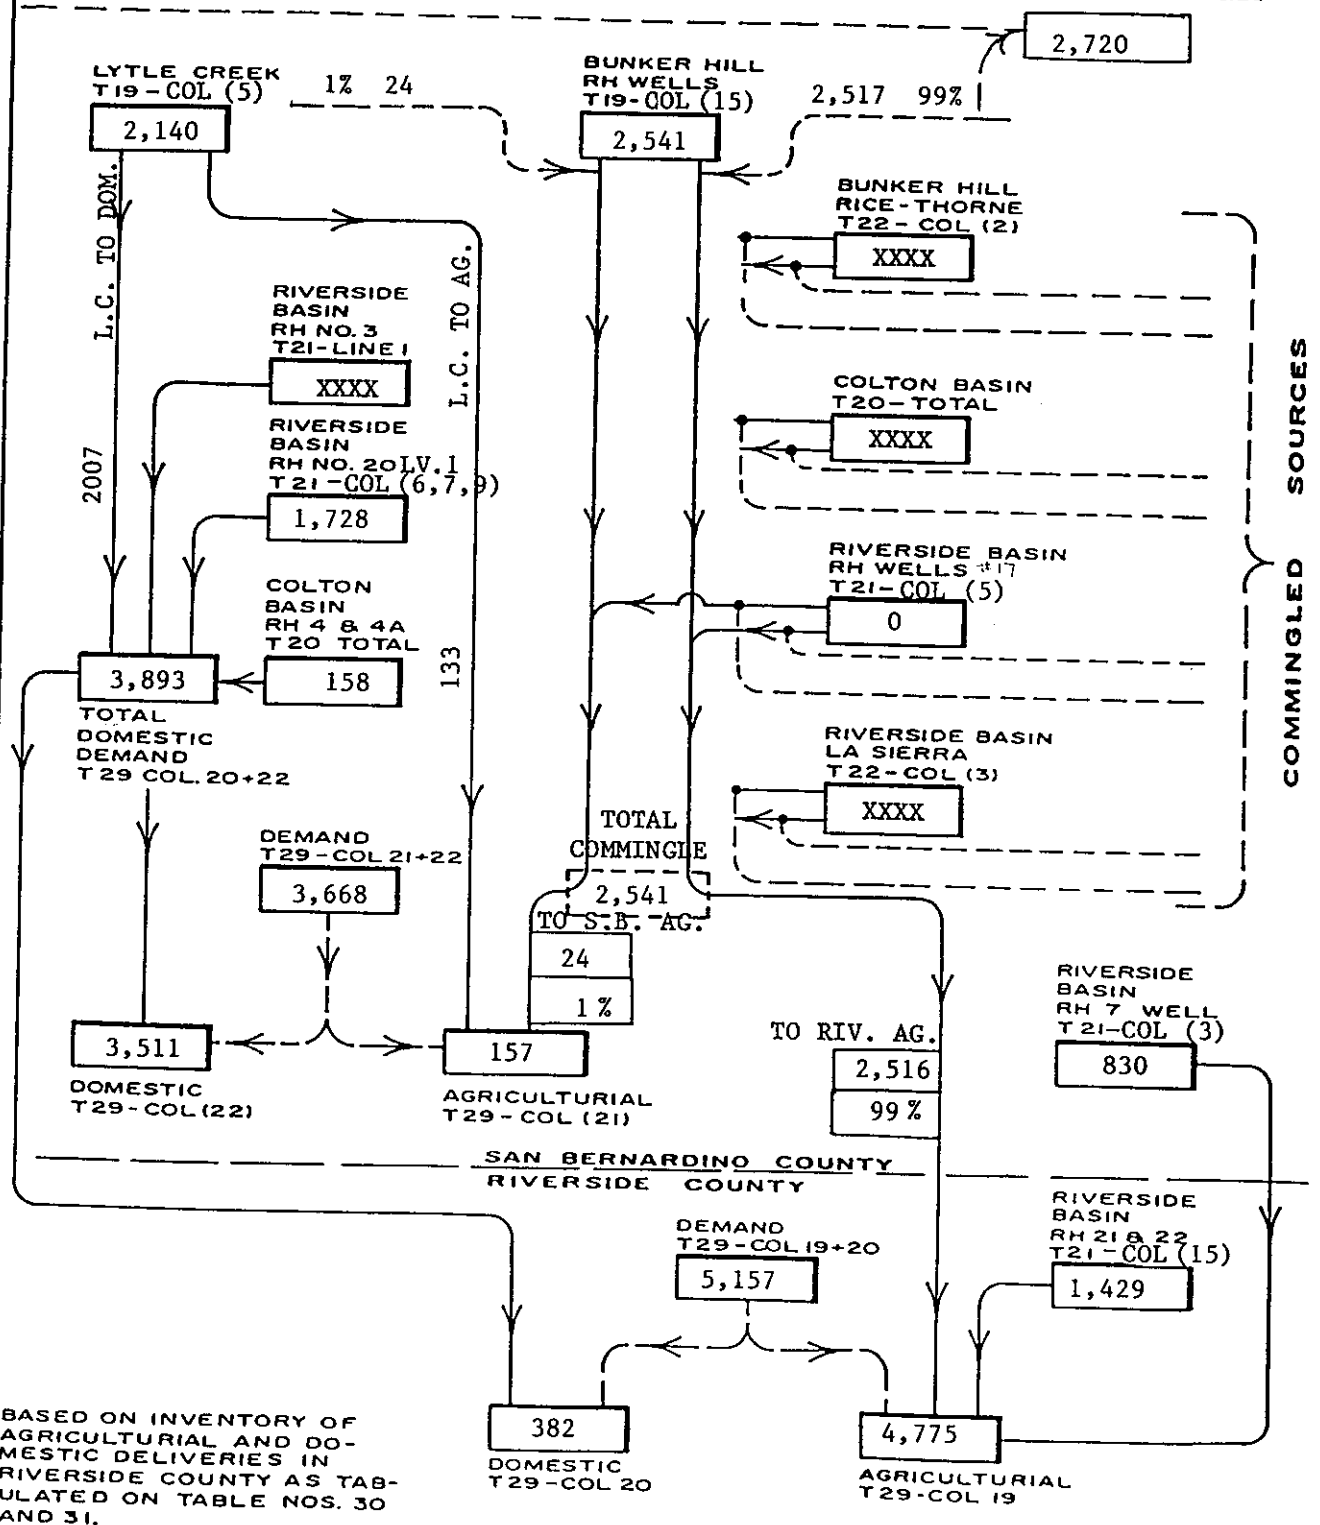 2,720
LYTLE CREEK
T19-COL (5)
2,140
1% 24
BUNKER HILL
RH WELLS
T19-COL (15)
2,541
2,517 99%
BUNKER HILL
RICE-THORNE
T22-COL (2)
XXXX
L.C. TO DOM.
L.C. TO AG.
RIVERSIDE
BASIN
RH NO. 3
T21-LINE 1
XXXX
COLTON BASIN
T20-TOTAL
XXXX
COMMINGLED SOURCES
2007
RIVERSIDE
BASIN
RH NO. 20 LV.1
T21-COL (6,7,9)
1,728
RIVERSIDE BASIN
RH WELLS #17
T21-COL (5)
0
COLTON
BASIN
RH 4 & 4A
T20 TOTAL
158
133
3,893
TOTAL
DOMESTIC
DEMAND
T29 COL. 20+22
RIVERSIDE BASIN
LA SIERRA
T22-COL (3)
XXXX
DEMAND
T29-COL 21+22
3,668
TOTAL
COMMINGLE
2,541
TO S.B. AG.
24
1%
3,511
DOMESTIC
T29-COL (22)
157
AGRICULTURIAL
T29-COL (21)
TO RIV. AG.
2,516
99%
RIVERSIDE
BASIN
RH 7 WELL
T21-COL (3)
830
SAN BERNARDINO COUNTY
RIVERSIDE COUNTY
DEMAND
T29-COL 19+20
5,157
RIVERSIDE
BASIN
RH 21 & 22
T21-COL (15)
1,429
382
DOMESTIC
T29-COL 20
4,775
AGRICULTURIAL
T29-COL 19
BASED ON INVENTORY OF
AGRICULTURIAL AND DO-
MESTIC DELIVERIES IN
RIVERSIDE COUNTY AS TAB-
ULATED ON TABLE NOS. 30
AND 31.